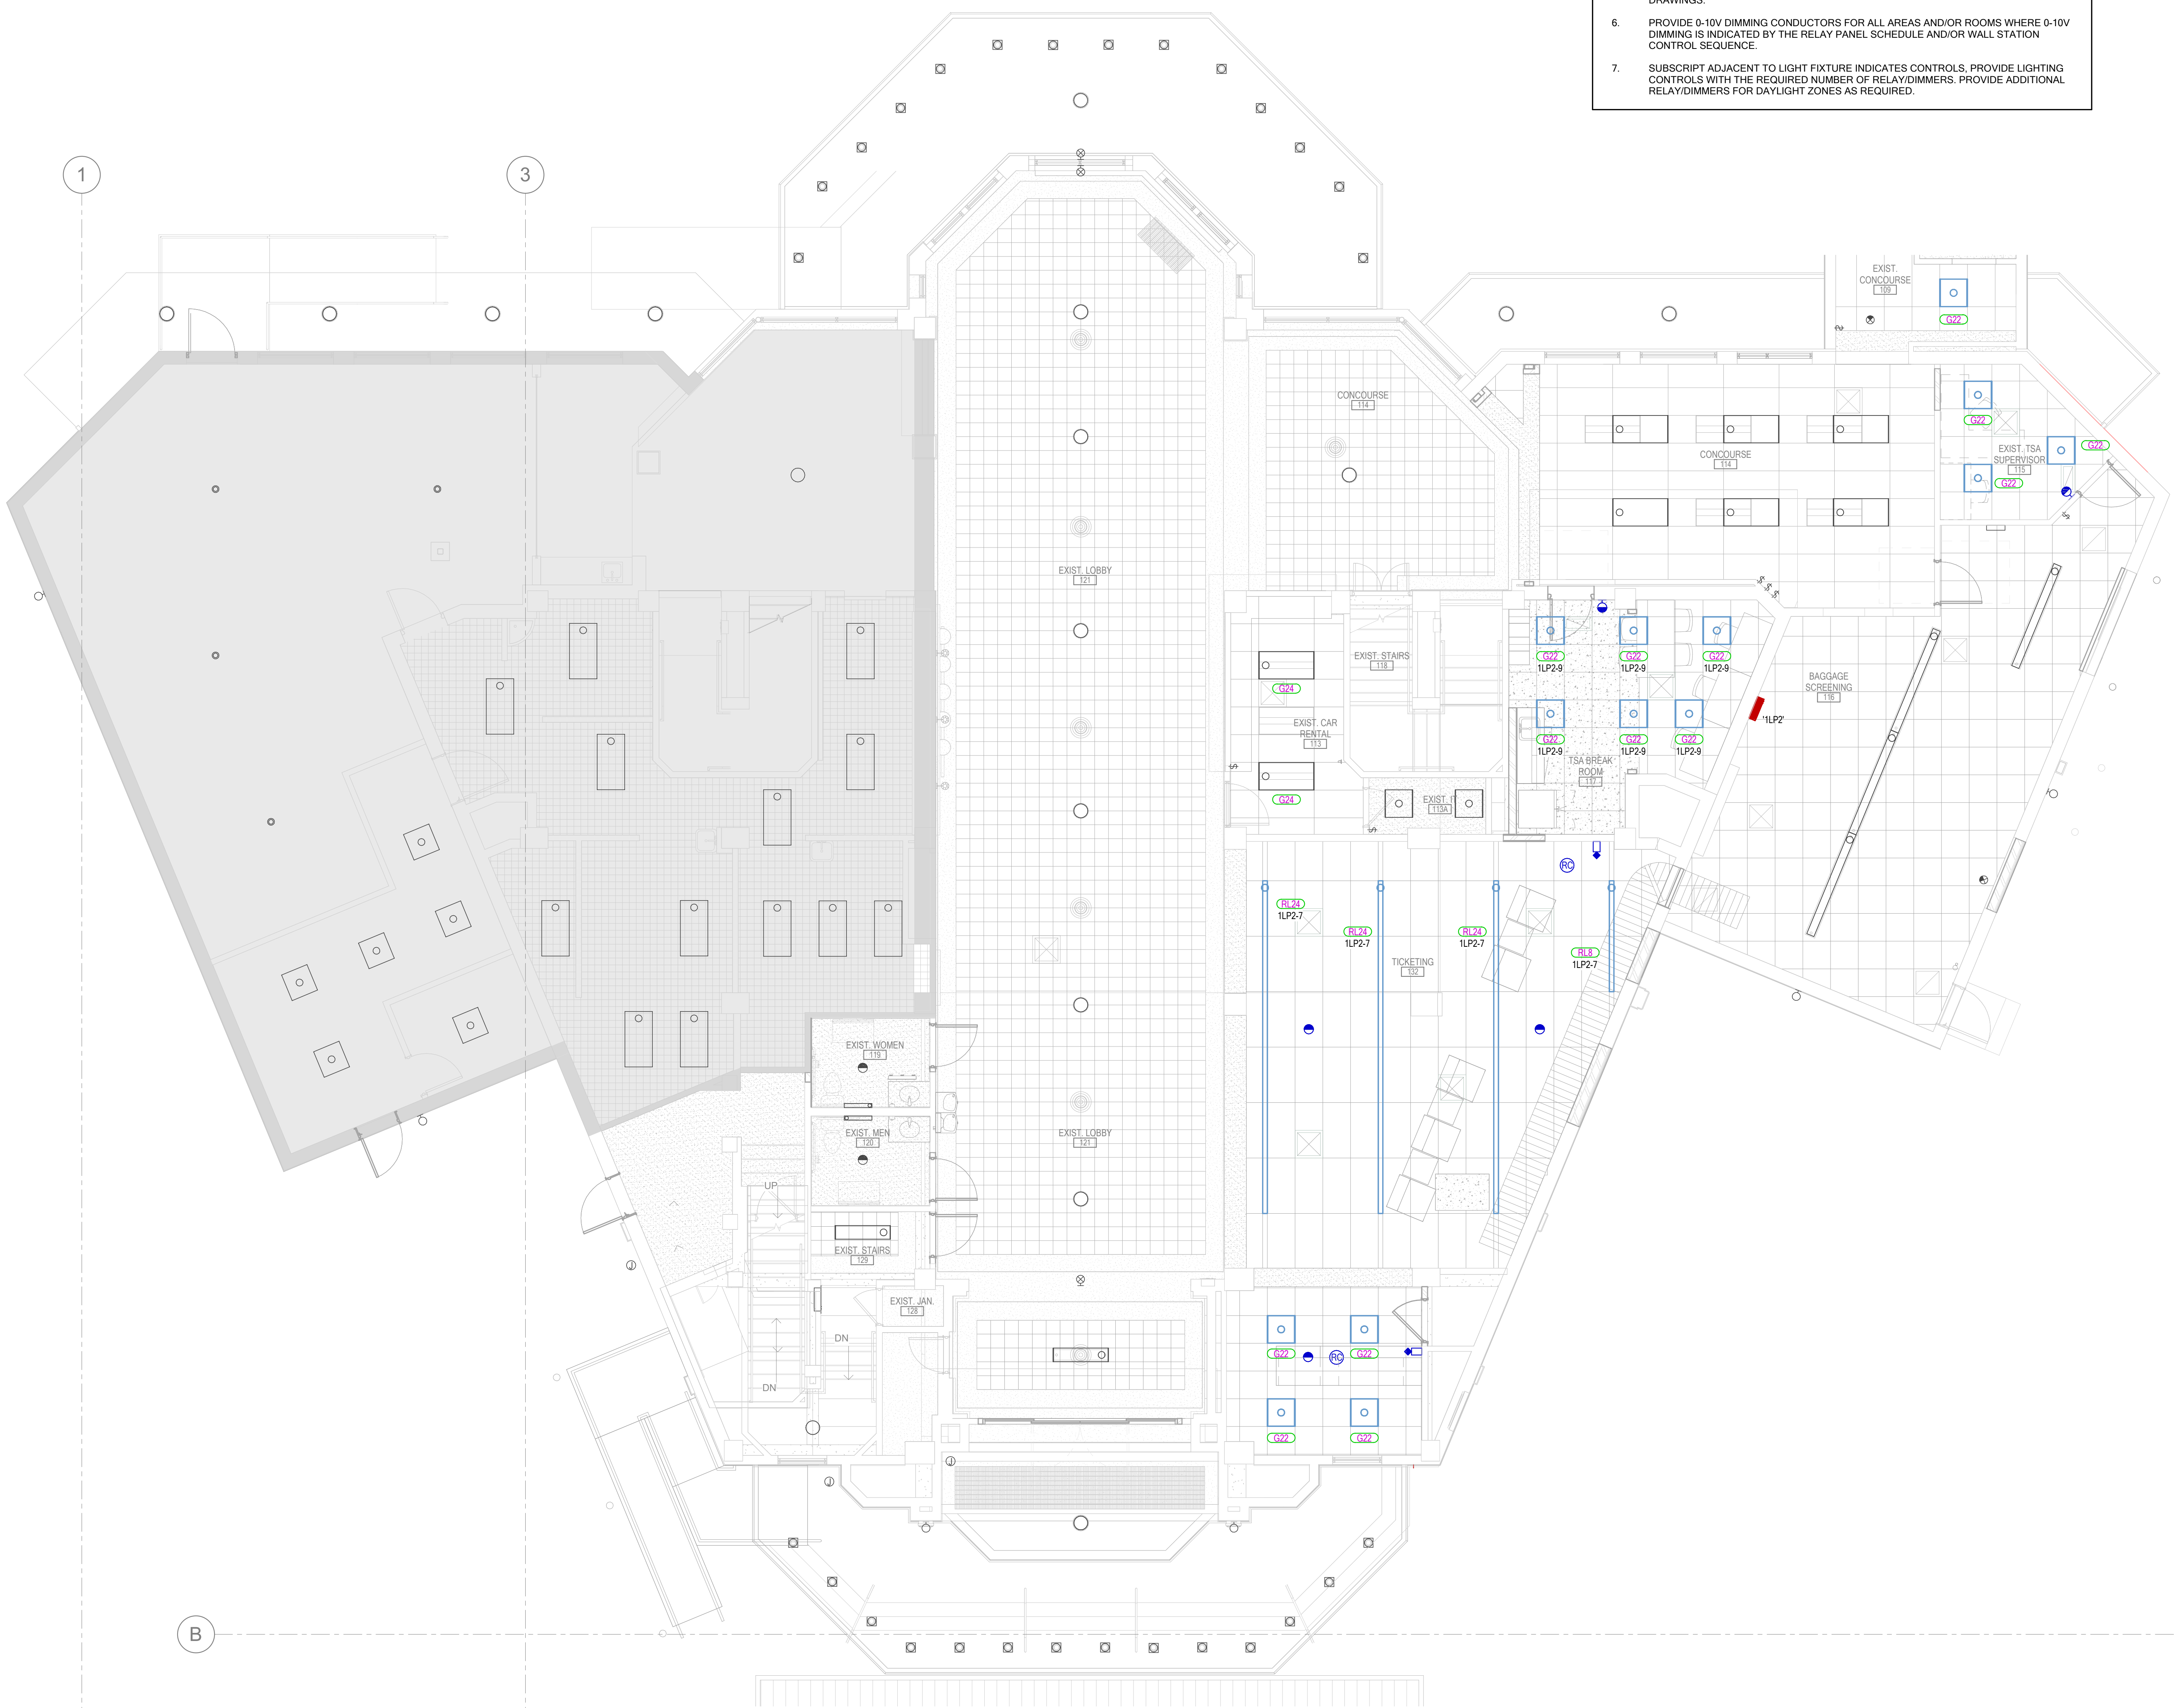 DRAWINGS.
6. PROVIDE 0-10V DIMMING CONDUCTORS FOR ALL AREAS AND/OR ROOMS WHERE 0-10V
DIMMING IS INDICATED BY THE RELAY PANEL SCHEDULE AND/OR WALL STATION
CONTROL SEQUENCE.
7. SUBSCRIPT ADJACENT TO LIGHT FIXTURE INDICATES CONTROLS, PROVIDE LIGHTING
CONTROLS WITH THE REQUIRED NUMBER OF RELAY/DIMMERS. PROVIDE ADDITIONAL
RELAY/DIMMERS FOR DAYLIGHT ZONES AS REQUIRED.
1
3
EXIST.
CONCOURSE
109
G22
CONCOURSE
114
G22
G22
EXIST. TSA
SUPERVISOR
115
G22
CONCOURSE
114
$
$
$ $ $
EXIST. LOBBY
121
EXIST. STAIRS
118
G22
1LP2-9
G22
1LP2-9
G22
1LP2-9
BAGGAGE
SCREENING
116
G24
'1LP2'
EXIST. CAR
RENTAL
113
G22
1LP2-9
G22
1LP2-9
G22
1LP2-9
TSA BREAK
ROOM
117
$
G24
EXIST. IT
113A
$
RC
RL24
1LP2-7
RL24
1LP2-7
RL24
1LP2-7
RL8
1LP2-7
TICKETING
132
EXIST. WOMEN
119
EXIST. MEN
120
EXIST. LOBBY
121
UP
EXIST. STAIRS
129
J
EXIST. JAN.
128
DN
DN
G22
RC
G22
G22
G22
J
J
B